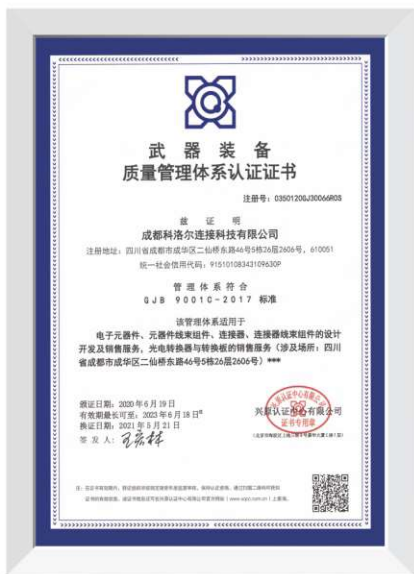 武器装备
质量管理体系认证证书
注册号：0350120GJ30066R0S
兹证明
成都科洛尔连接科技有限公司
注册地址：四川省成都市成华区二仙桥东路46号5栋26层2606号，610051
统一社会信用代码：91510108343109630P
管理体系符合
GJB 9001C-2017 标准
该管理体系适用于
电子元器件、元器件线束组件、连接器、连接器线束组件的设计
开发及销售服务，光电转换器与转换板的销售服务（涉及场所：四川
省成都市成华区二仙桥东路46号5栋26层2606号）***
颁证日期：2020年6月19日
有效期最长可至：2023年6月18日
换证日期：2021年5月21日
签发人：
兴原认证中心有限公司
证书专用章